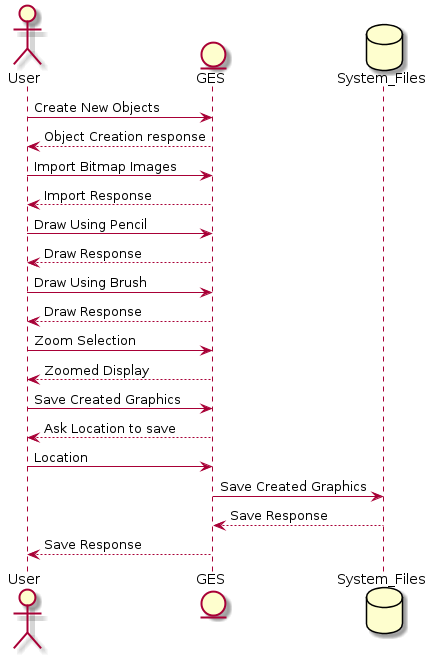 User
GES
System_Files
Create New Objects
Object Creation response
Import Bitmap Images
Import Response
Draw Using Pencil
Draw Response
Draw Using Brush
Draw Response
Zoom Selection
Zoomed Display
Save Created Graphics
Ask Location to save
Location
Save Created Graphics
Save Response
Save Response
User
GES
System_Files